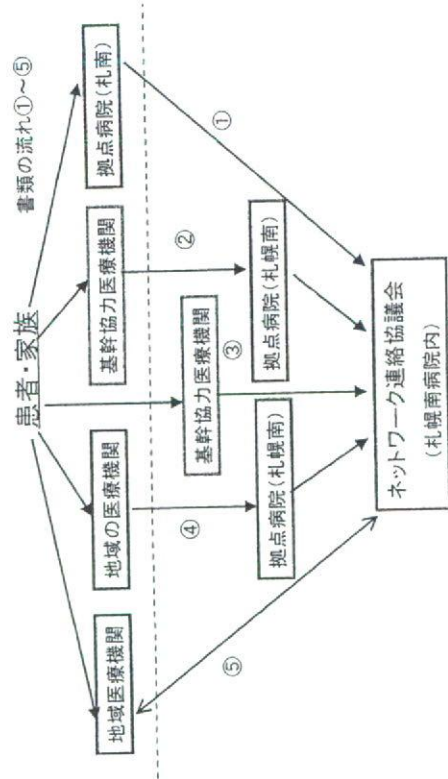 書類の流れ①～⑤
患者・家族
地域医療機関
地域の医療機関
基幹協力医療機関
拠点病院(札南)
基幹協力医療機関
①
②
③
④
⑤
拠点病院(札幌南)
拠点病院(札幌南)
ネットワーク連絡協議会
(札幌南病院内)